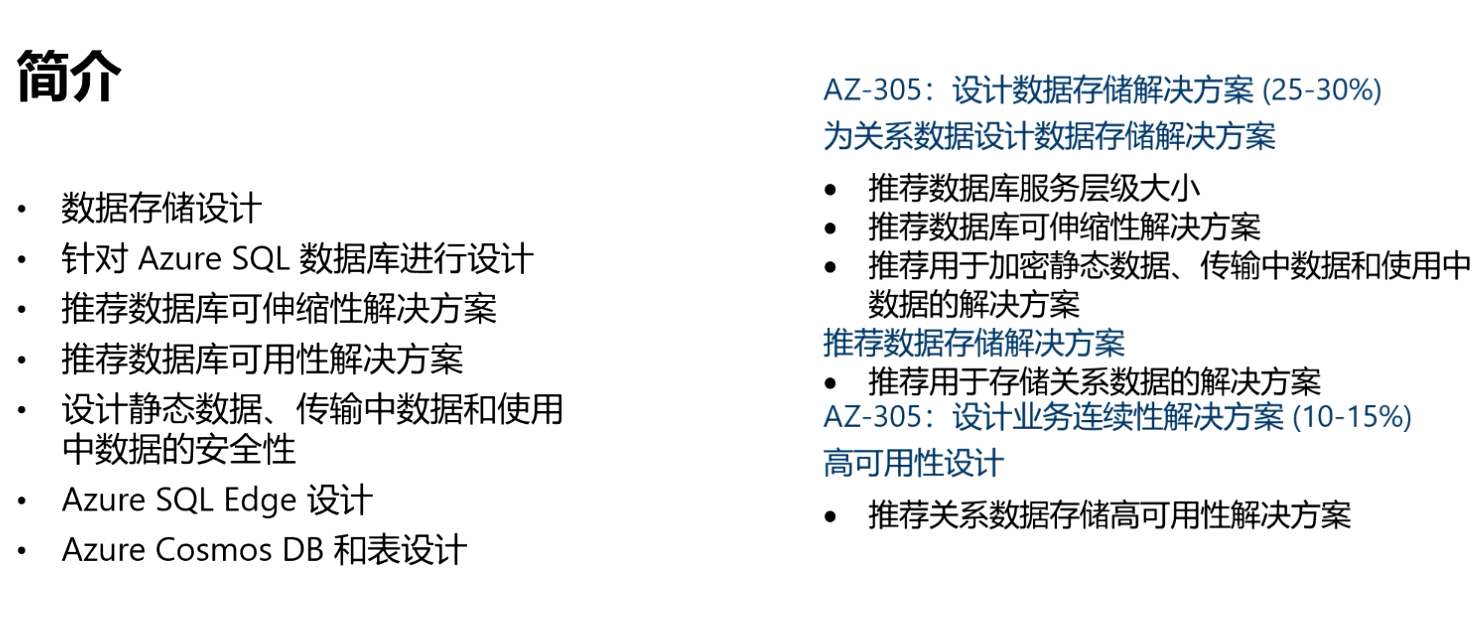 简介
• 数据存储设计
• 针对 Azure SQL 数据库进行设计
• 推荐数据库可伸缩性解决方案
• 推荐数据库可用性解决方案
• 设计静态数据、传输中数据和使用
中数据的安全性
• Azure SQL Edge 设计
• Azure Cosmos DB 和表设计
AZ-305：设计数据存储解决方案 (25-30%)
为关系数据设计数据存储解决方案
• 推荐数据库服务层级大小
• 推荐数据库可伸缩性解决方案
• 推荐用于加密静态数据、传输中数据和使用中
数据的解决方案
推荐数据存储解决方案
• 推荐用于存储关系数据的解决方案
AZ-305：设计业务连续性解决方案 (10-15%)
高可用性设计
• 推荐关系数据存储高可用性解决方案